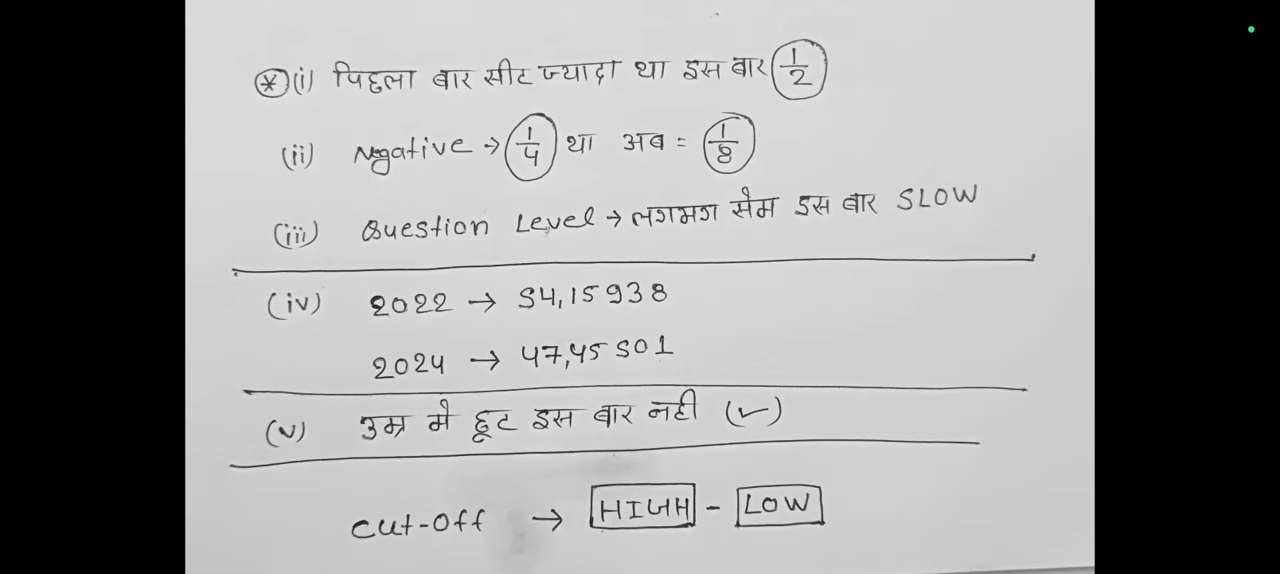 ⊛(i) पिछला बार सीट ज्यादा था इस बार 1/2
(ii) Negative → 1/4 था अब = 1/8
(iii) Question Level → लगभग सेम इस बार SLOW
(iv) 2022 → 54,15938
2024 → 47,45501
(v) उम्र मे छूट इस बार नही (✓)
Cut-Off → HIGH - LOW